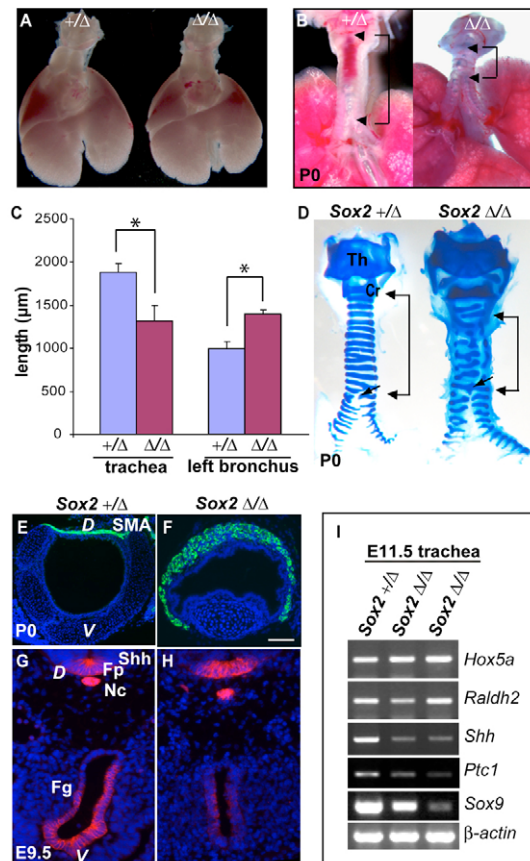 A +/Δ Δ/Δ
B +/Δ Δ/Δ
P0
C
2500
2000
1500
1000
500
0
length (μm)
*
*
+/Δ Δ/Δ +/Δ Δ/Δ
trachea left bronchus
D Sox2 +/Δ Sox2 Δ/Δ
Th
Cr
P0
Sox2 +/Δ Sox2 Δ/Δ
E D SMA F
P0 V
G Shh H
D Fp
Nc
Fg
E9.5 V
I
E11.5 trachea
Sox2 +/Δ
Sox2 Δ/Δ
Sox2 Δ/Δ
Hox5a
Raldh2
Shh
Ptc1
Sox9
β-actin